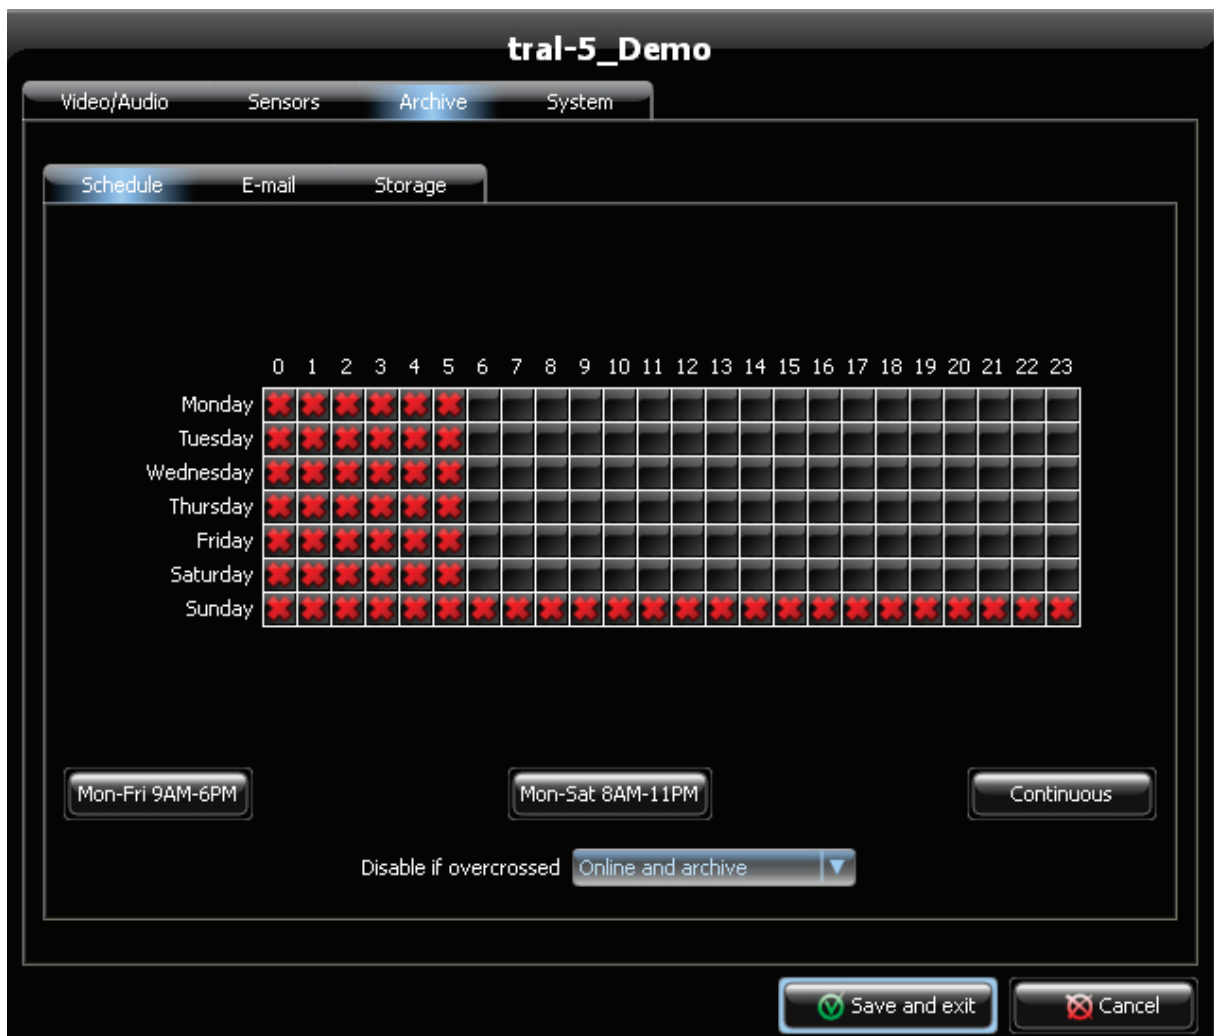 tral-5_Demo
Video/Audio Sensors Archive System
Schedule E-mail Storage
0 1 2 3 4 5 6 7 8 9 10 11 12 13 14 15 16 17 18 19 20 21 22 23
Monday
Tuesday
Wednesday
Thursday
Friday
Saturday
Sunday
Mon-Fri 9AM-6PM Mon-Sat 8AM-11PM Continuous
Disable if overcrossed Online and archive
Save and exit Cancel